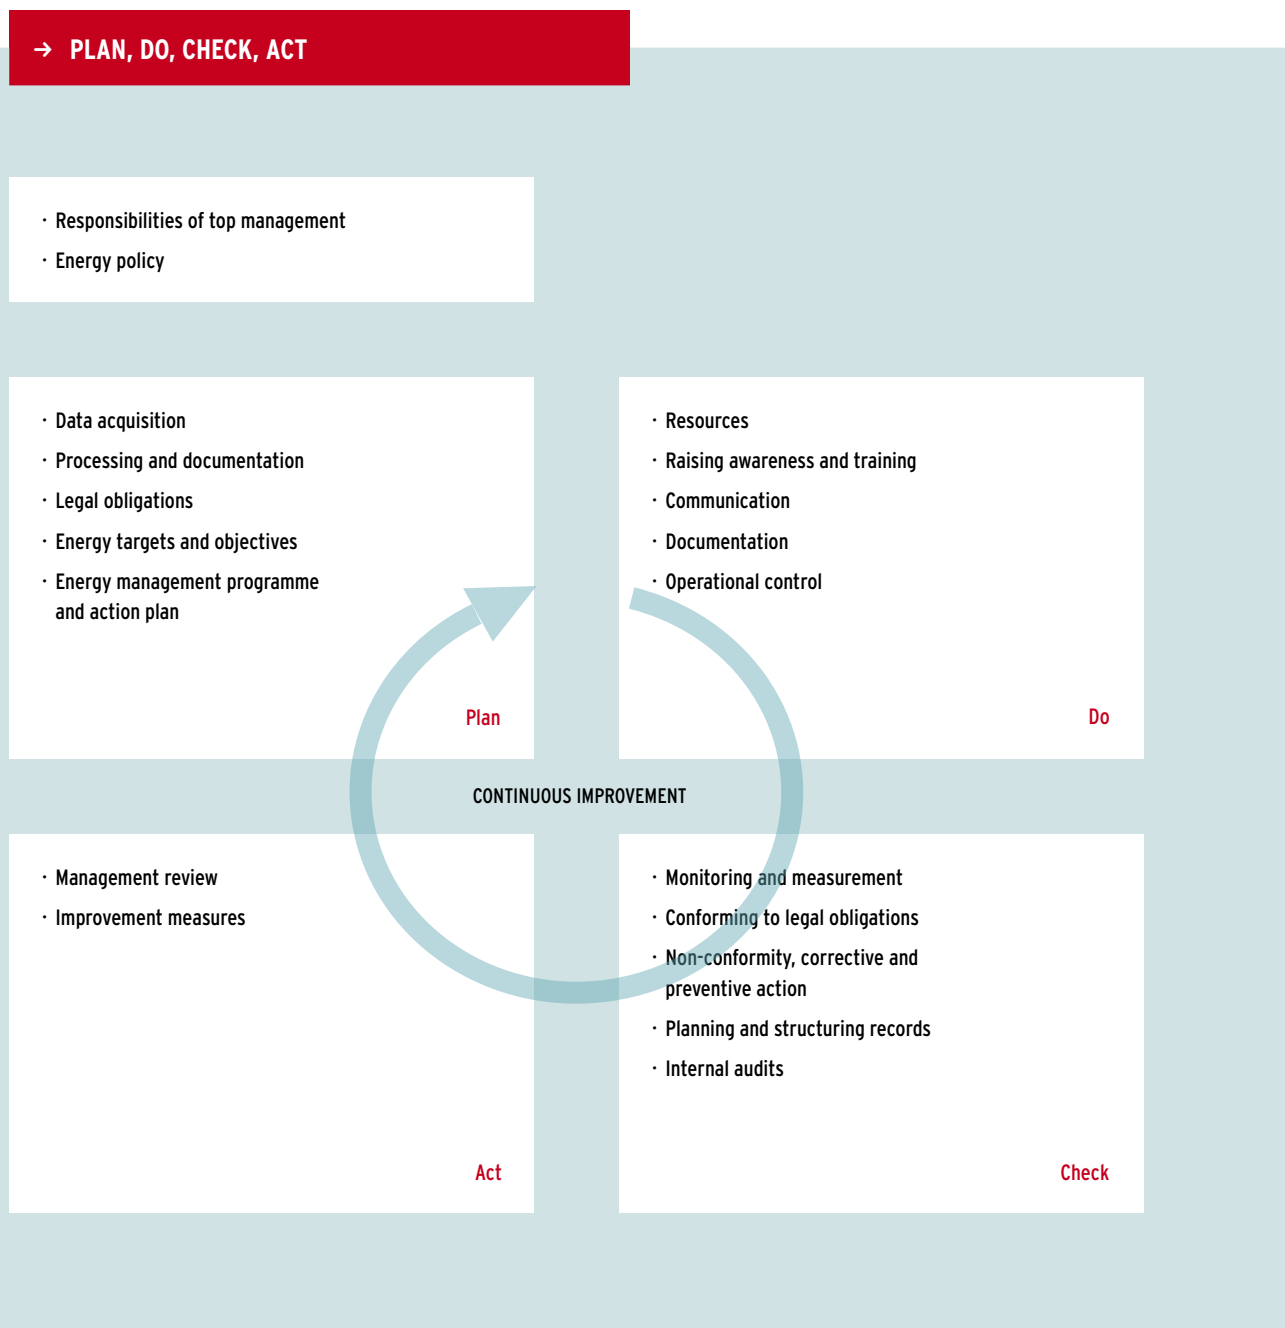 → PLAN, DO, CHECK, ACT
· Responsibilities of top management
· Energy policy
· Data acquisition
· Processing and documentation
· Legal obligations
· Energy targets and objectives
· Energy management programme
and action plan
Plan
· Resources
· Raising awareness and training
· Communication
· Documentation
· Operational control
Do
CONTINUOUS IMPROVEMENT
· Management review
· Improvement measures
Act
· Monitoring and measurement
· Conforming to legal obligations
· Non-conformity, corrective and
preventive action
· Planning and structuring records
· Internal audits
Check